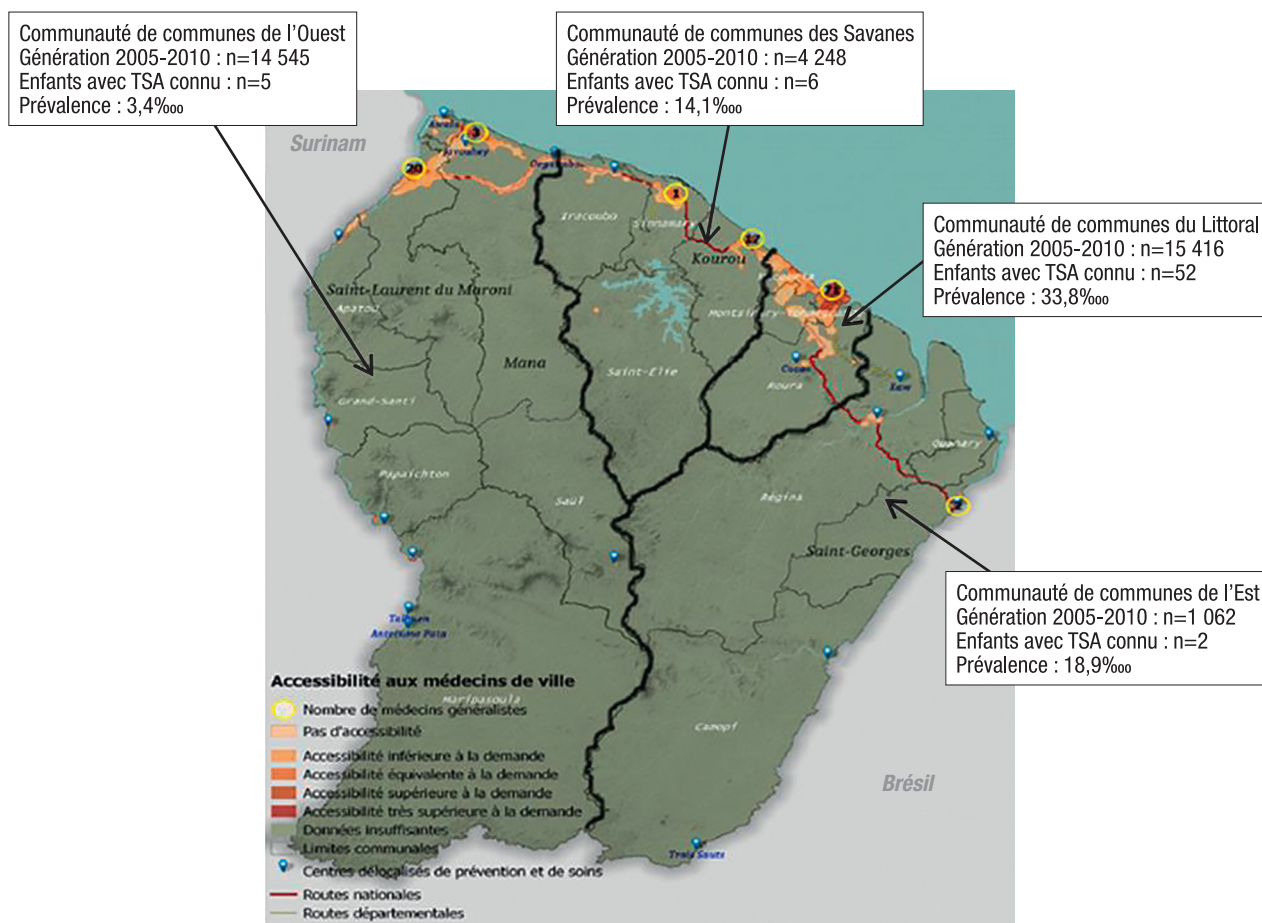 Communauté de communes de l'Ouest
Génération 2005-2010 : n=14 545
Enfants avec TSA connu : n=5
Prévalence : 3,4‱
Communauté de communes des Savanes
Génération 2005-2010 : n=4 248
Enfants avec TSA connu : n=6
Prévalence : 14,1‱
Communauté de communes du Littoral
Génération 2005-2010 : n=15 416
Enfants avec TSA connu : n=52
Prévalence : 33,8‱
Communauté de communes de l'Est
Génération 2005-2010 : n=1 062
Enfants avec TSA connu : n=2
Prévalence : 18,9‱
Surinam
3
20
1
Iracoubo
Sinnamary
Kourou
Saint-Laurent du Maroni
Apatou
Mana
Saint-Elie
Roura
Grand-Santi
Papaichton
Saül
Régina
Quanary
2
Saint-Georges
Maripasoula
Camopi
Trois Sauts
Brésil
Accessibilité aux médecins de ville
Nombre de médecins généralistes
Pas d'accessibilité
Accessibilité inférieure à la demande
Accessibilité équivalente à la demande
Accessibilité supérieure à la demande
Accessibilité très supérieure à la demande
Données insuffisantes
Limites communales
Centres délocalisés de prévention et de soins
Routes nationales
Routes départementales